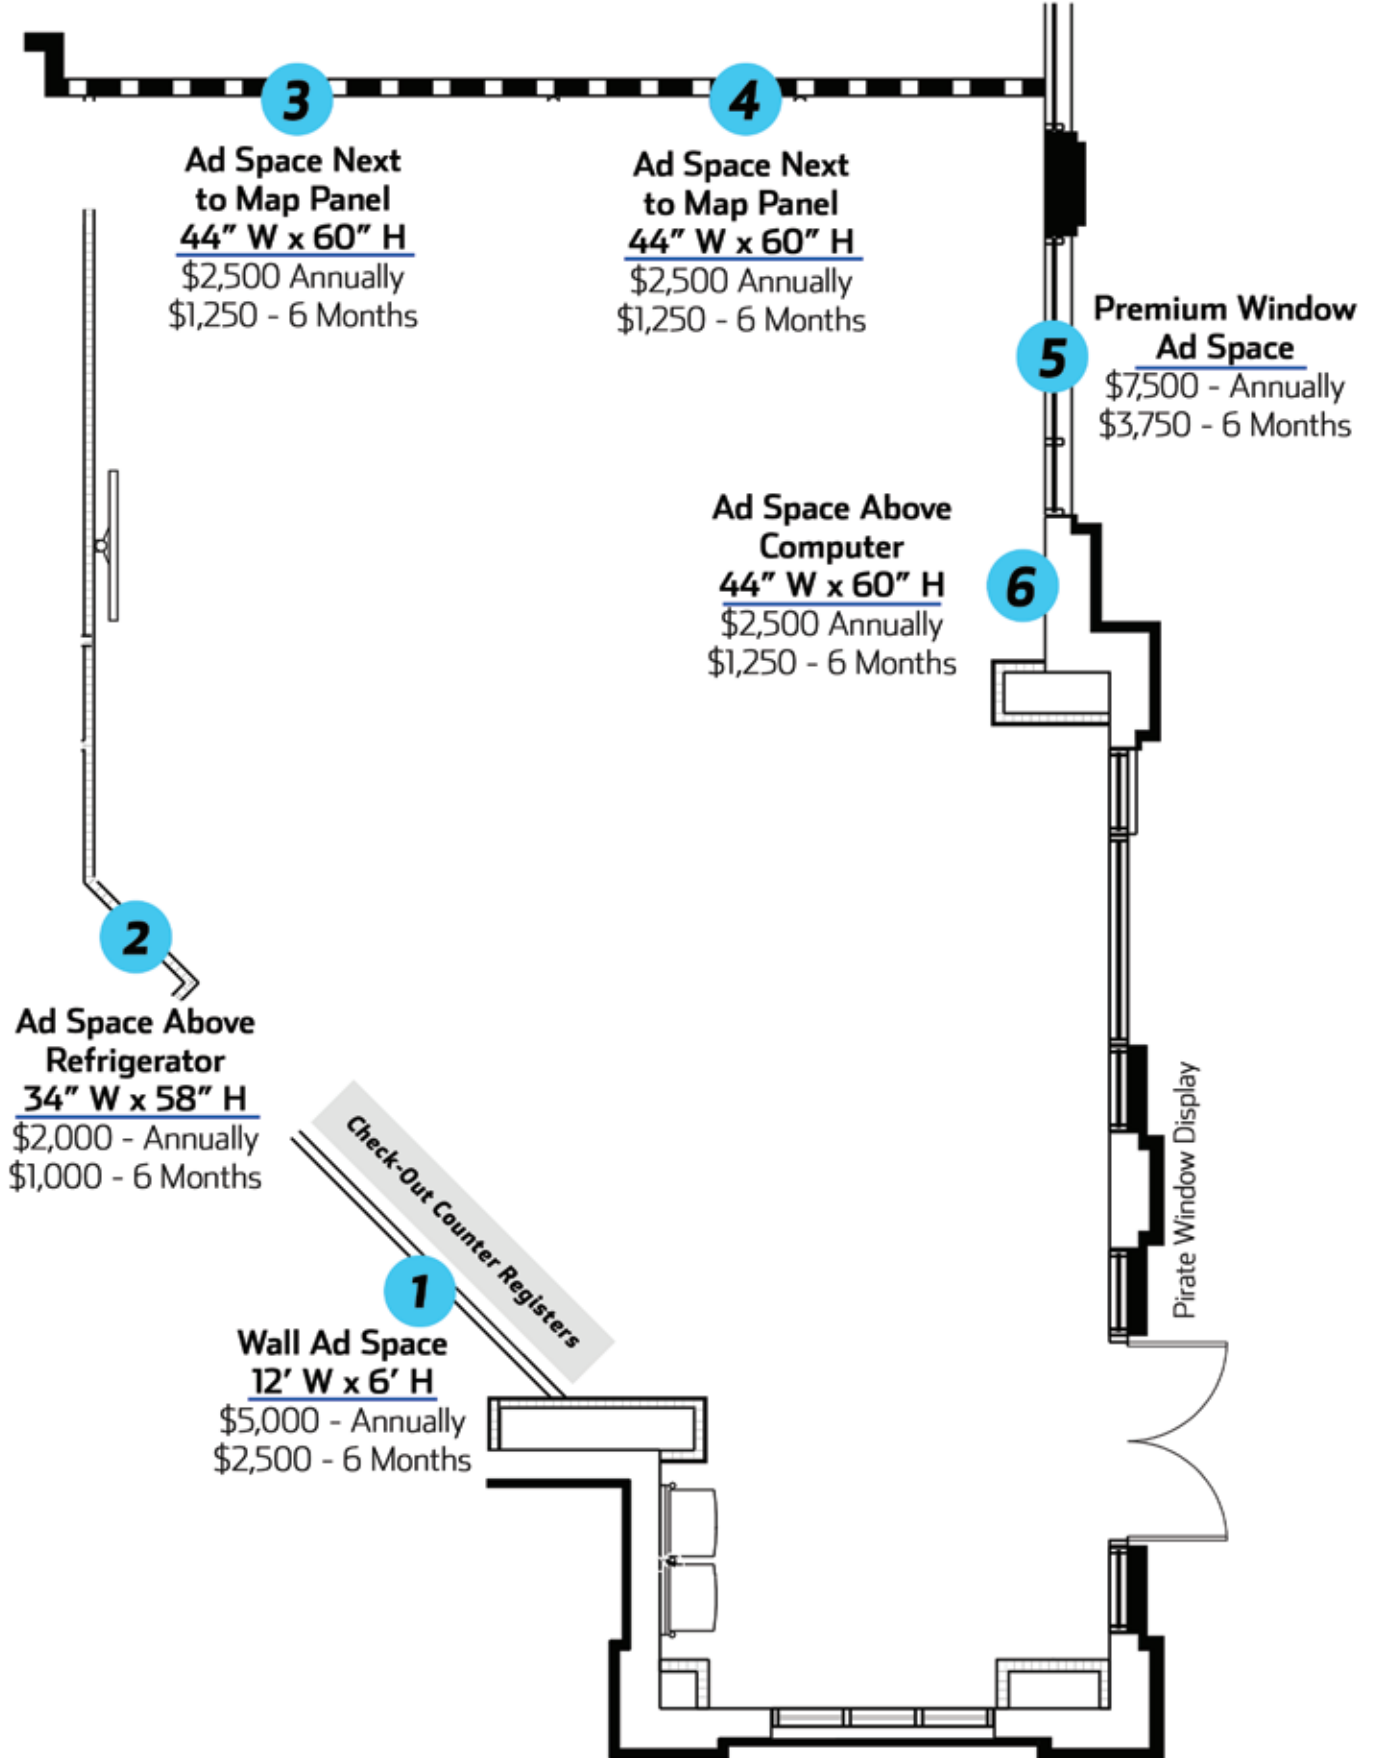 3
Ad Space Next
to Map Panel
44” W x 60” H
$2,500 Annually
$1,250 - 6 Months
4
Ad Space Next
to Map Panel
44” W x 60” H
$2,500 Annually
$1,250 - 6 Months
5
Premium Window
Ad Space
$7,500 - Annually
$3,750 - 6 Months
6
Ad Space Above
Computer
44” W x 60” H
$2,500 Annually
$1,250 - 6 Months
2
Ad Space Above
Refrigerator
34” W x 58” H
$2,000 - Annually
$1,000 - 6 Months
Check-Out Counter Registers
1
Wall Ad Space
12’ W x 6’ H
$5,000 - Annually
$2,500 - 6 Months
Pirate Window Display